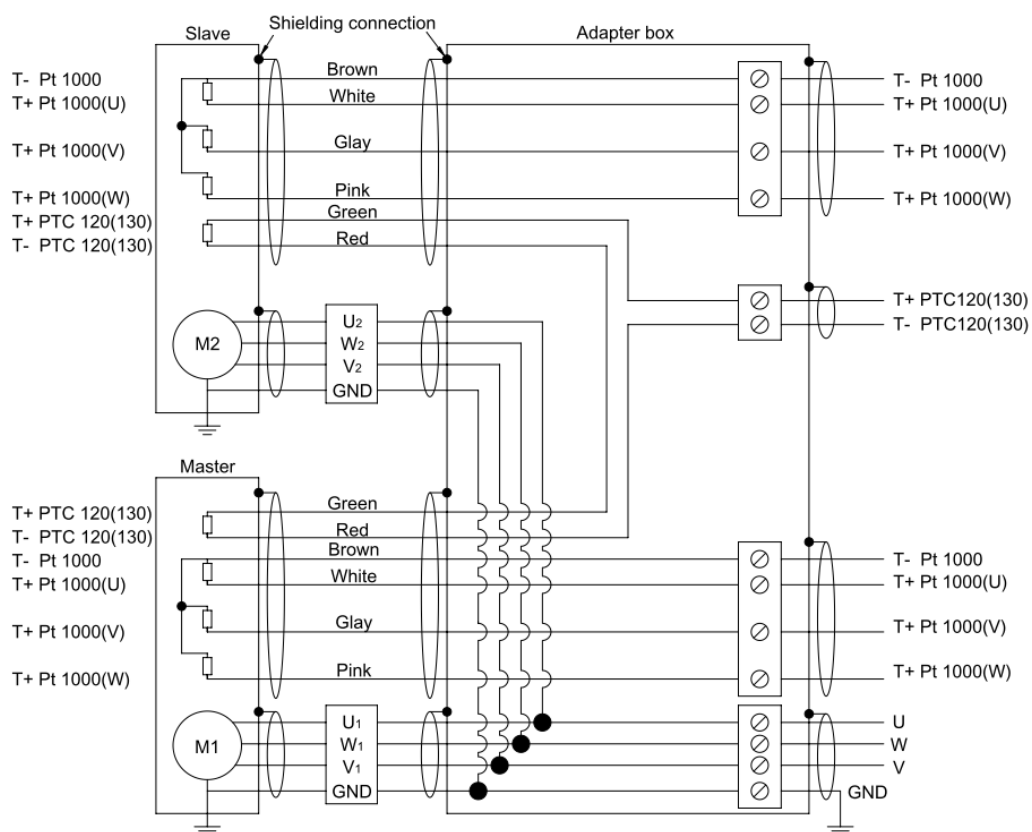 Shielding connection
Slave
Adapter box
T- Pt 1000
Brown
T- Pt 1000
T+ Pt 1000(U)
White
T+ Pt 1000(U)
T+ Pt 1000(V)
Glay
T+ Pt 1000(V)
T+ Pt 1000(W)
Pink
T+ Pt 1000(W)
T+ PTC 120(130)
Green
T- PTC 120(130)
Red
T+ PTC120(130)
T- PTC120(130)
M2
U2
W2
V2
GND
Master
T+ PTC 120(130)
Green
T- PTC 120(130)
Red
T- Pt 1000
Brown
T- Pt 1000
T+ Pt 1000(U)
White
T+ Pt 1000(U)
T+ Pt 1000(V)
Glay
T+ Pt 1000(V)
T+ Pt 1000(W)
Pink
T+ Pt 1000(W)
M1
U1
U
W1
W
V1
V
GND
GND